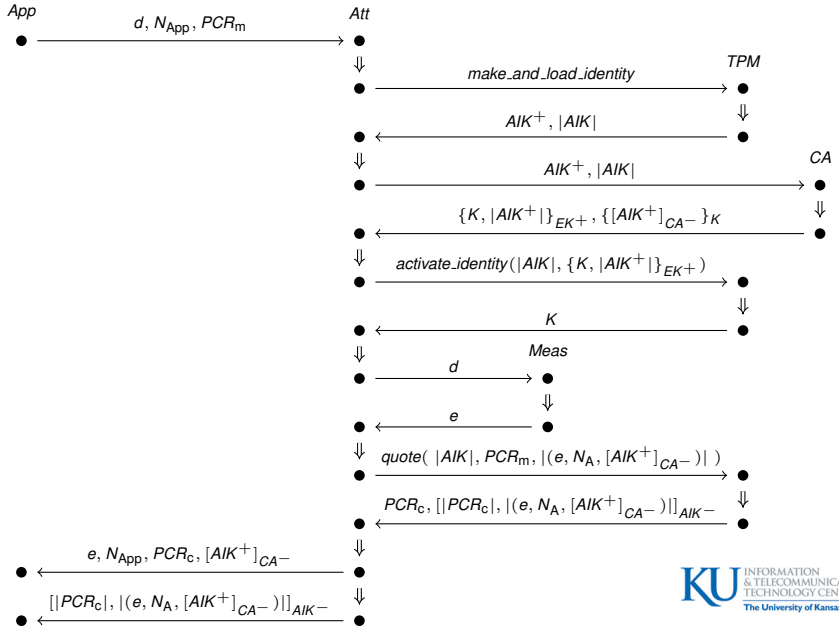 App
Att
d, N_App, PCR_m
TPM
make_and_load_identity
AIK⁺, |AIK|
CA
AIK⁺, |AIK|
{K, |AIK⁺|}_EK+, {[AIK⁺]_CA−}_K
activate_identity(|AIK|, {K, |AIK⁺|}_EK+)
K
Meas
d
e
quote( |AIK|, PCR_m, |(e, N_A, [AIK⁺]_CA−)| )
PCR_c, [|PCR_c|, |(e, N_A, [AIK⁺]_CA−)|]_AIK−
e, N_App, PCR_c, [AIK⁺]_CA−
[|PCR_c|, |(e, N_A, [AIK⁺]_CA−)|]_AIK−
KU
INFORMATION
& TELECOMMUNICA
TECHNOLOGY CEN
The University of Kansas